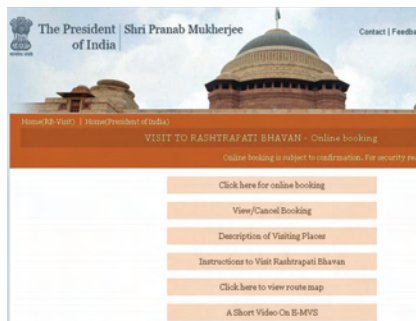 The President of India
Shri Pranab Mukherjee
Contact | Feedba
Home(RB-Visit) | Home(President of India)
VISIT TO RASHTRAPATI BHAVAN - Online booking
Online booking is subject to confirmation. For security re
Click here for online booking
View/Cancel Booking
Description of Visiting Places
Instructions to Visit Rashtrapati Bhavan
Click here to view route map
A Short Video On E-MVS